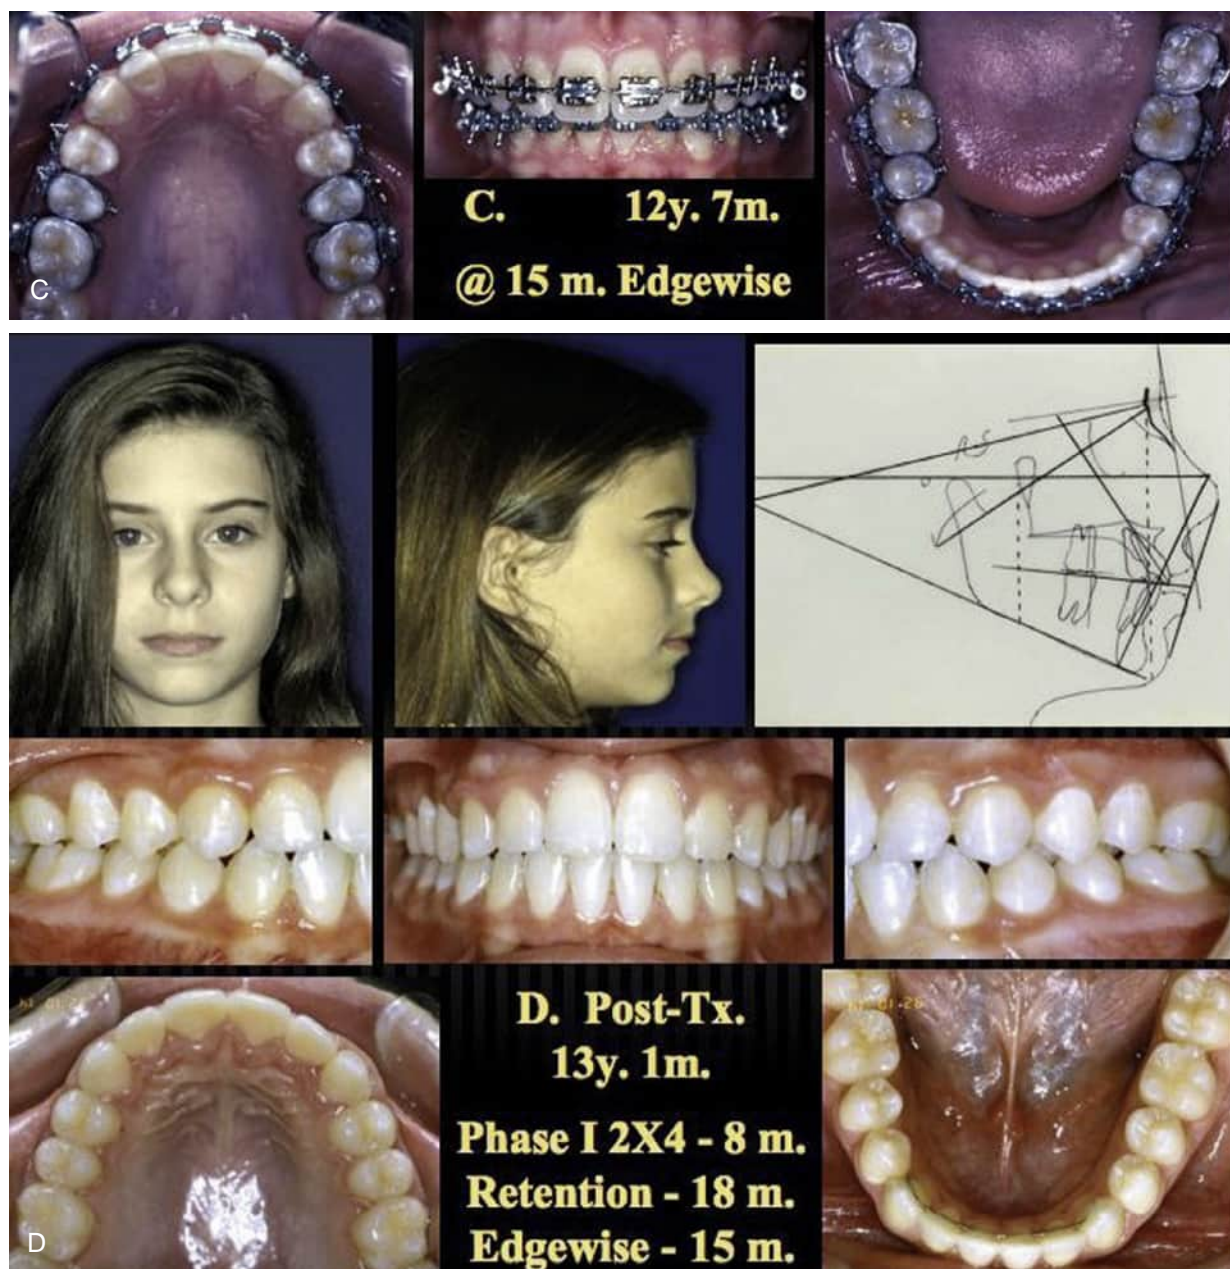 C. 12y. 7m.
@ 15 m. Edgewise
C
D. Post-Tx.
13y. 1m.
Phase I 2X4 - 8 m.
Retention - 18 m.
Edgewise - 15 m.
D